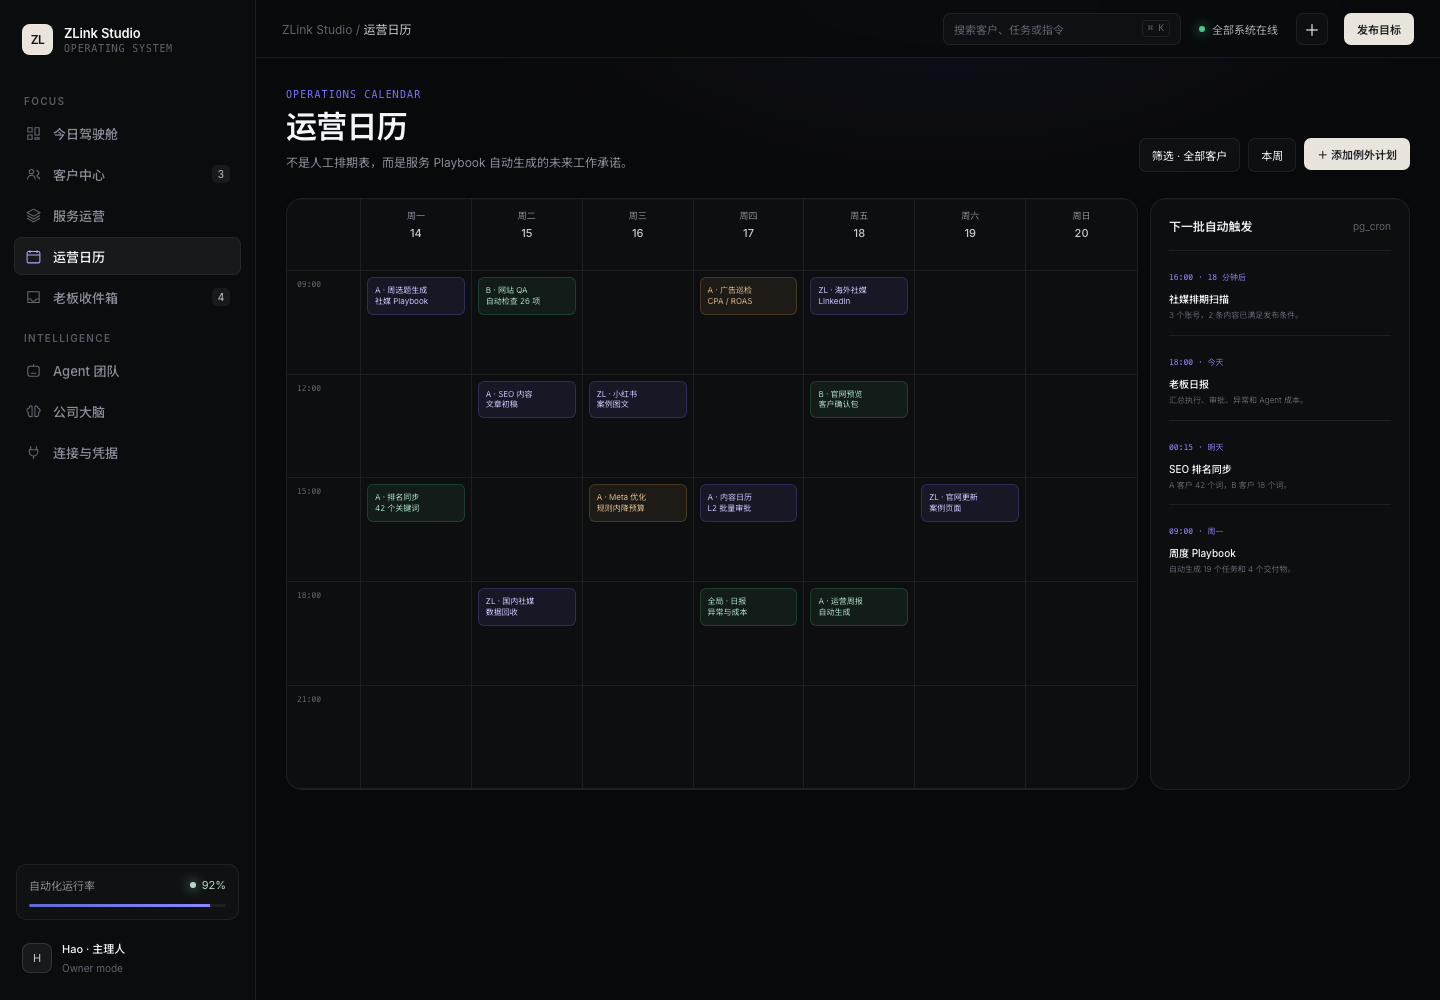 ZL
ZLink Studio
OPERATING SYSTEM
FOCUS
今日驾驶舱
客户中心
3
服务运营
运营日历
老板收件箱
4
INTELLIGENCE
Agent 团队
公司大脑
连接与凭据
自动化运行率
92%
H
Hao · 主理人
Owner mode
ZLink Studio / 运营日历
搜索客户、任务或指令
⌘ K
全部系统在线
+
发布目标
OPERATIONS CALENDAR
运营日历
不是人工排期表，而是服务 Playbook 自动生成的未来工作承诺。
筛选 · 全部客户
本周
+ 添加例外计划
周一
14
周二
15
周三
16
周四
17
周五
18
周六
19
周日
20
09:00
A · 周选题生成
社媒 Playbook
B · 网站 QA
自动检查 26 项
A · 广告巡检
CPA / ROAS
ZL · 海外社媒
LinkedIn
12:00
A · SEO 内容
文章初稿
ZL · 小红书
案例图文
B · 官网预览
客户确认包
15:00
A · 排名同步
42 个关键词
A · Meta 优化
规则内降预算
A · 内容日历
L2 批量审批
ZL · 官网更新
案例页面
18:00
ZL · 国内社媒
数据回收
全局 · 日报
异常与成本
A · 运营周报
自动生成
21:00
下一批自动触发
pg_cron
16:00 · 18 分钟后
社媒排期扫描
3 个账号，2 条内容已满足发布条件。
18:00 · 今天
老板日报
汇总执行、审批、异常和 Agent 成本。
00:15 · 明天
SEO 排名同步
A 客户 42 个词，B 客户 18 个词。
09:00 · 周一
周度 Playbook
自动生成 19 个任务和 4 个交付物。